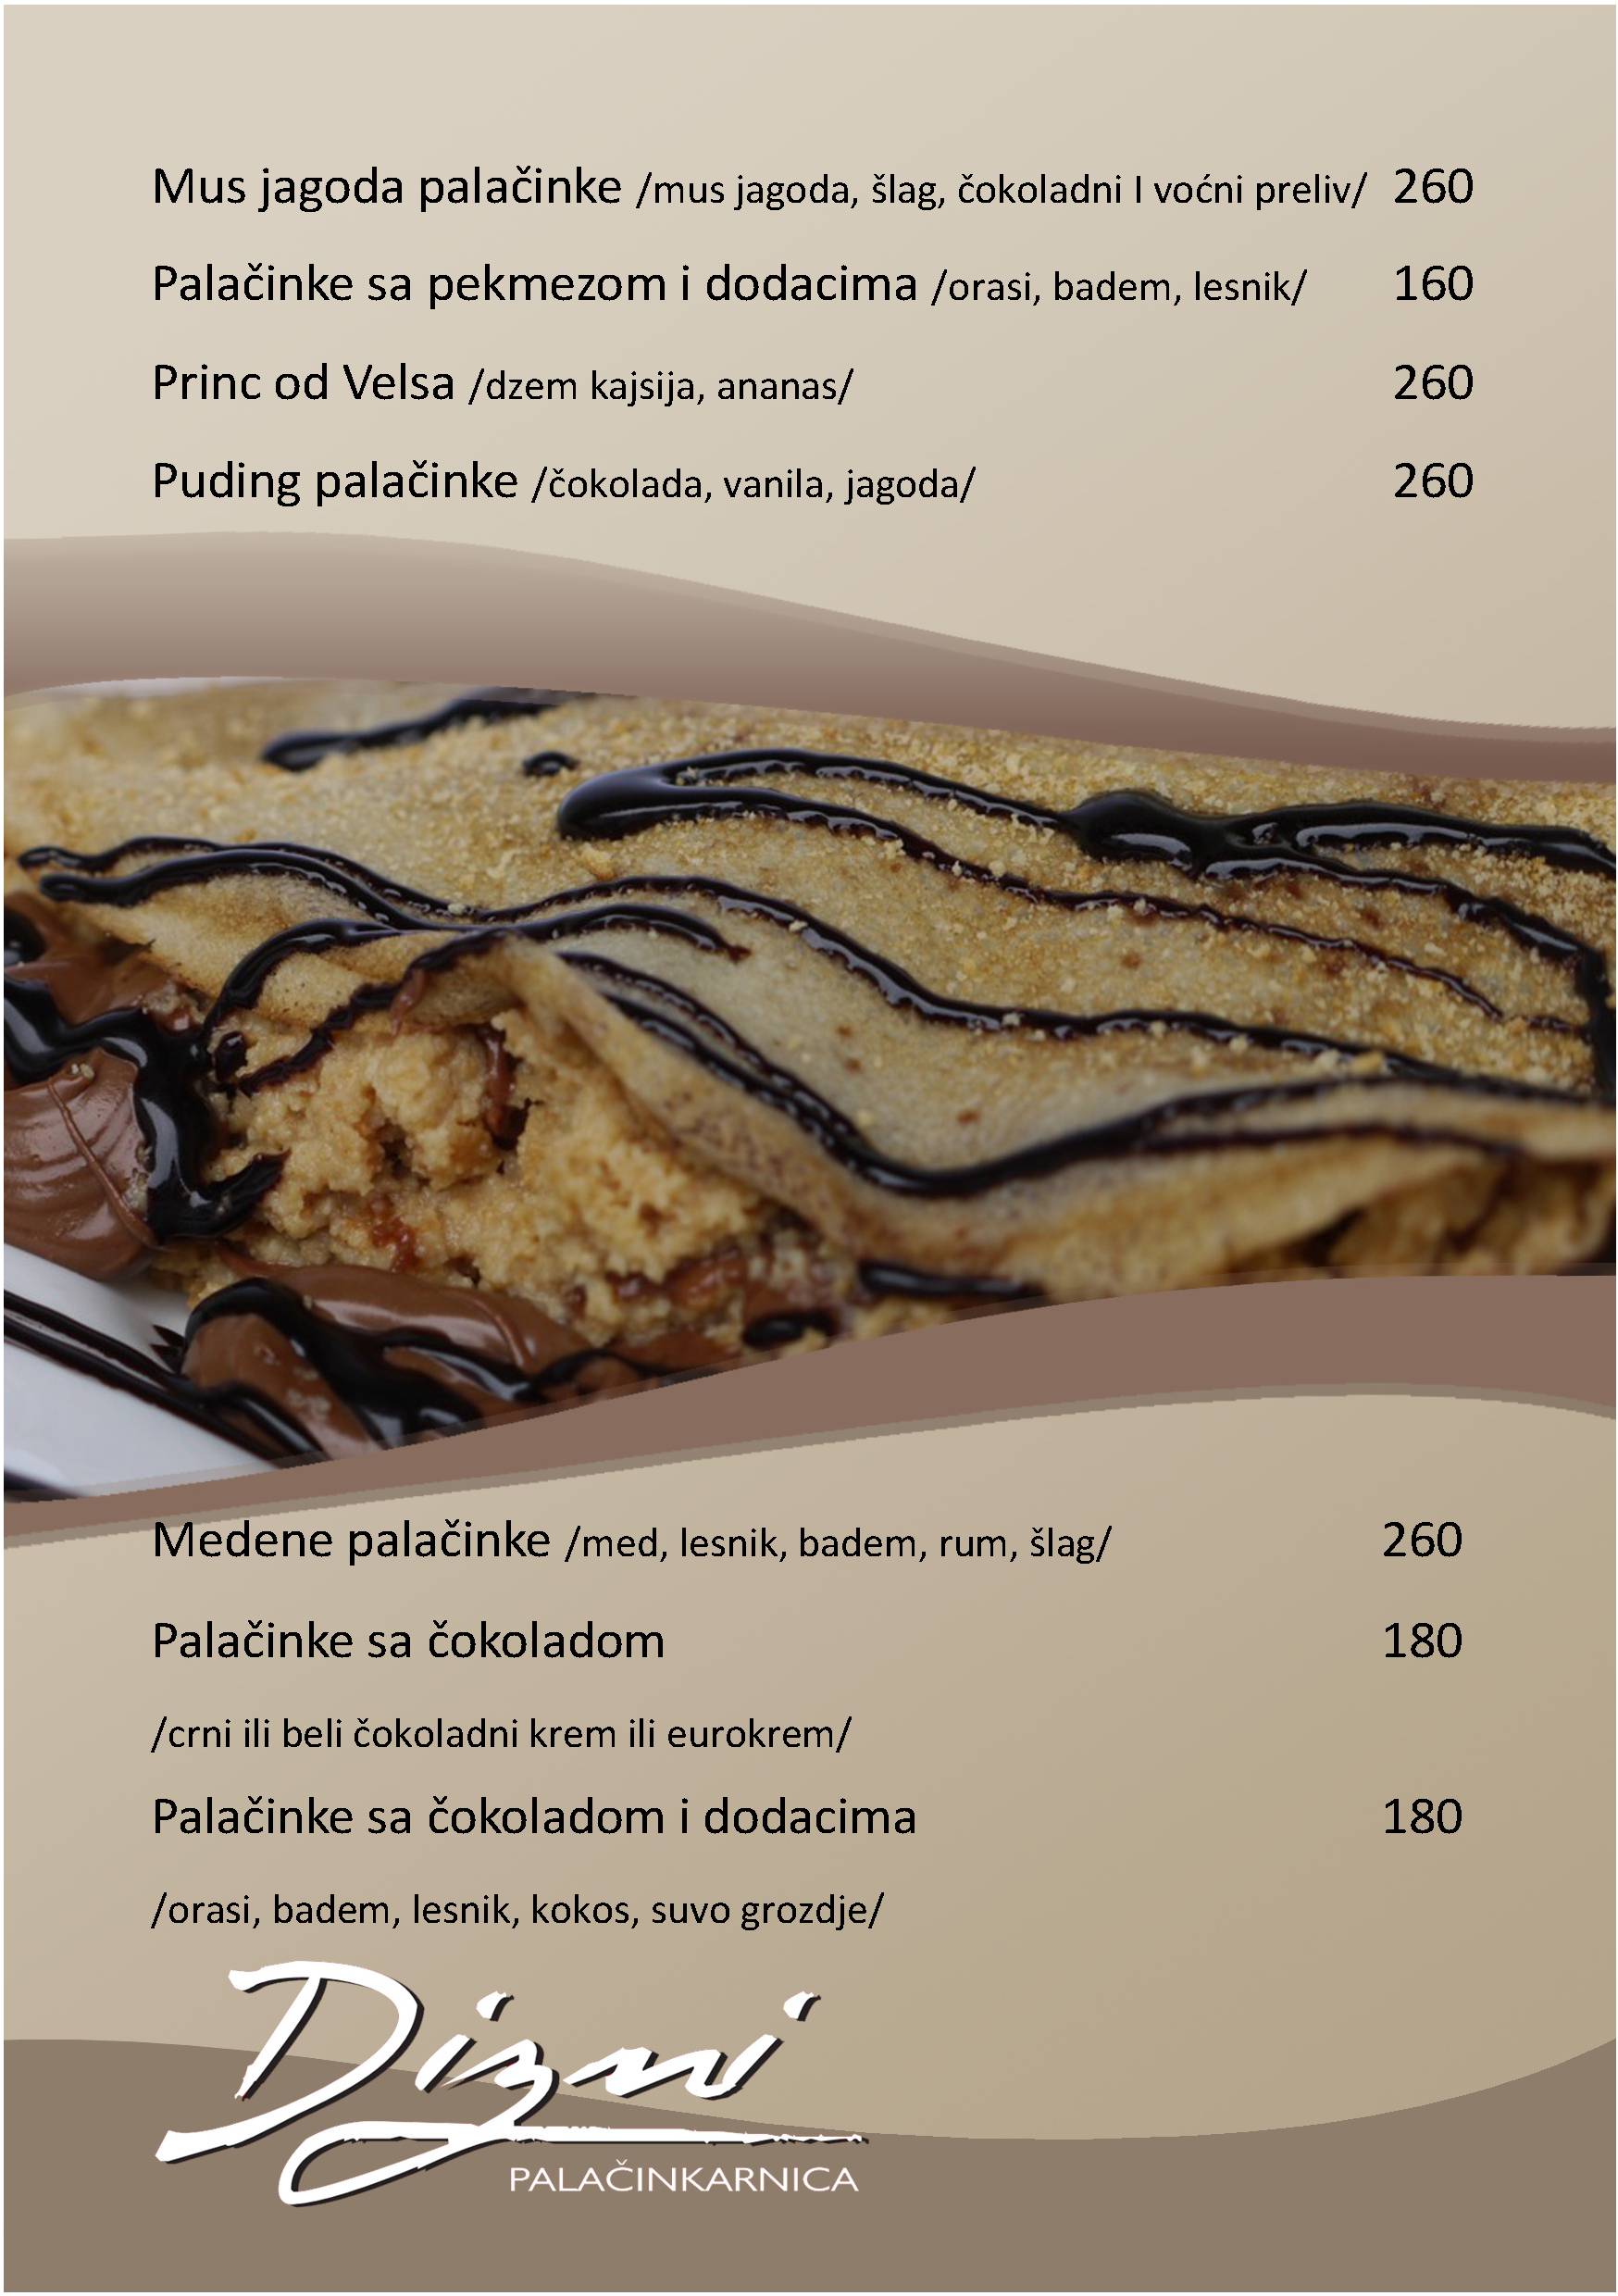 Mus jagoda palačinke /mus jagoda, šlag, čokoladni I voćni preliv/ 260
Palačinke sa pekmezom i dodacima /orasi, badem, lesnik/ 160
Princ od Velsa /dzem kajsija, ananas/ 260
Puding palačinke /čokolada, vanila, jagoda/ 260
Medene palačinke /med, lesnik, badem, rum, šlag/ 260
Palačinke sa čokoladom 180
/crni ili beli čokoladni krem ili eurokrem/
Palačinke sa čokoladom i dodacima 180
/orasi, badem, lesnik, kokos, suvo grozdje/
Dizni
PALAČINKARNICA